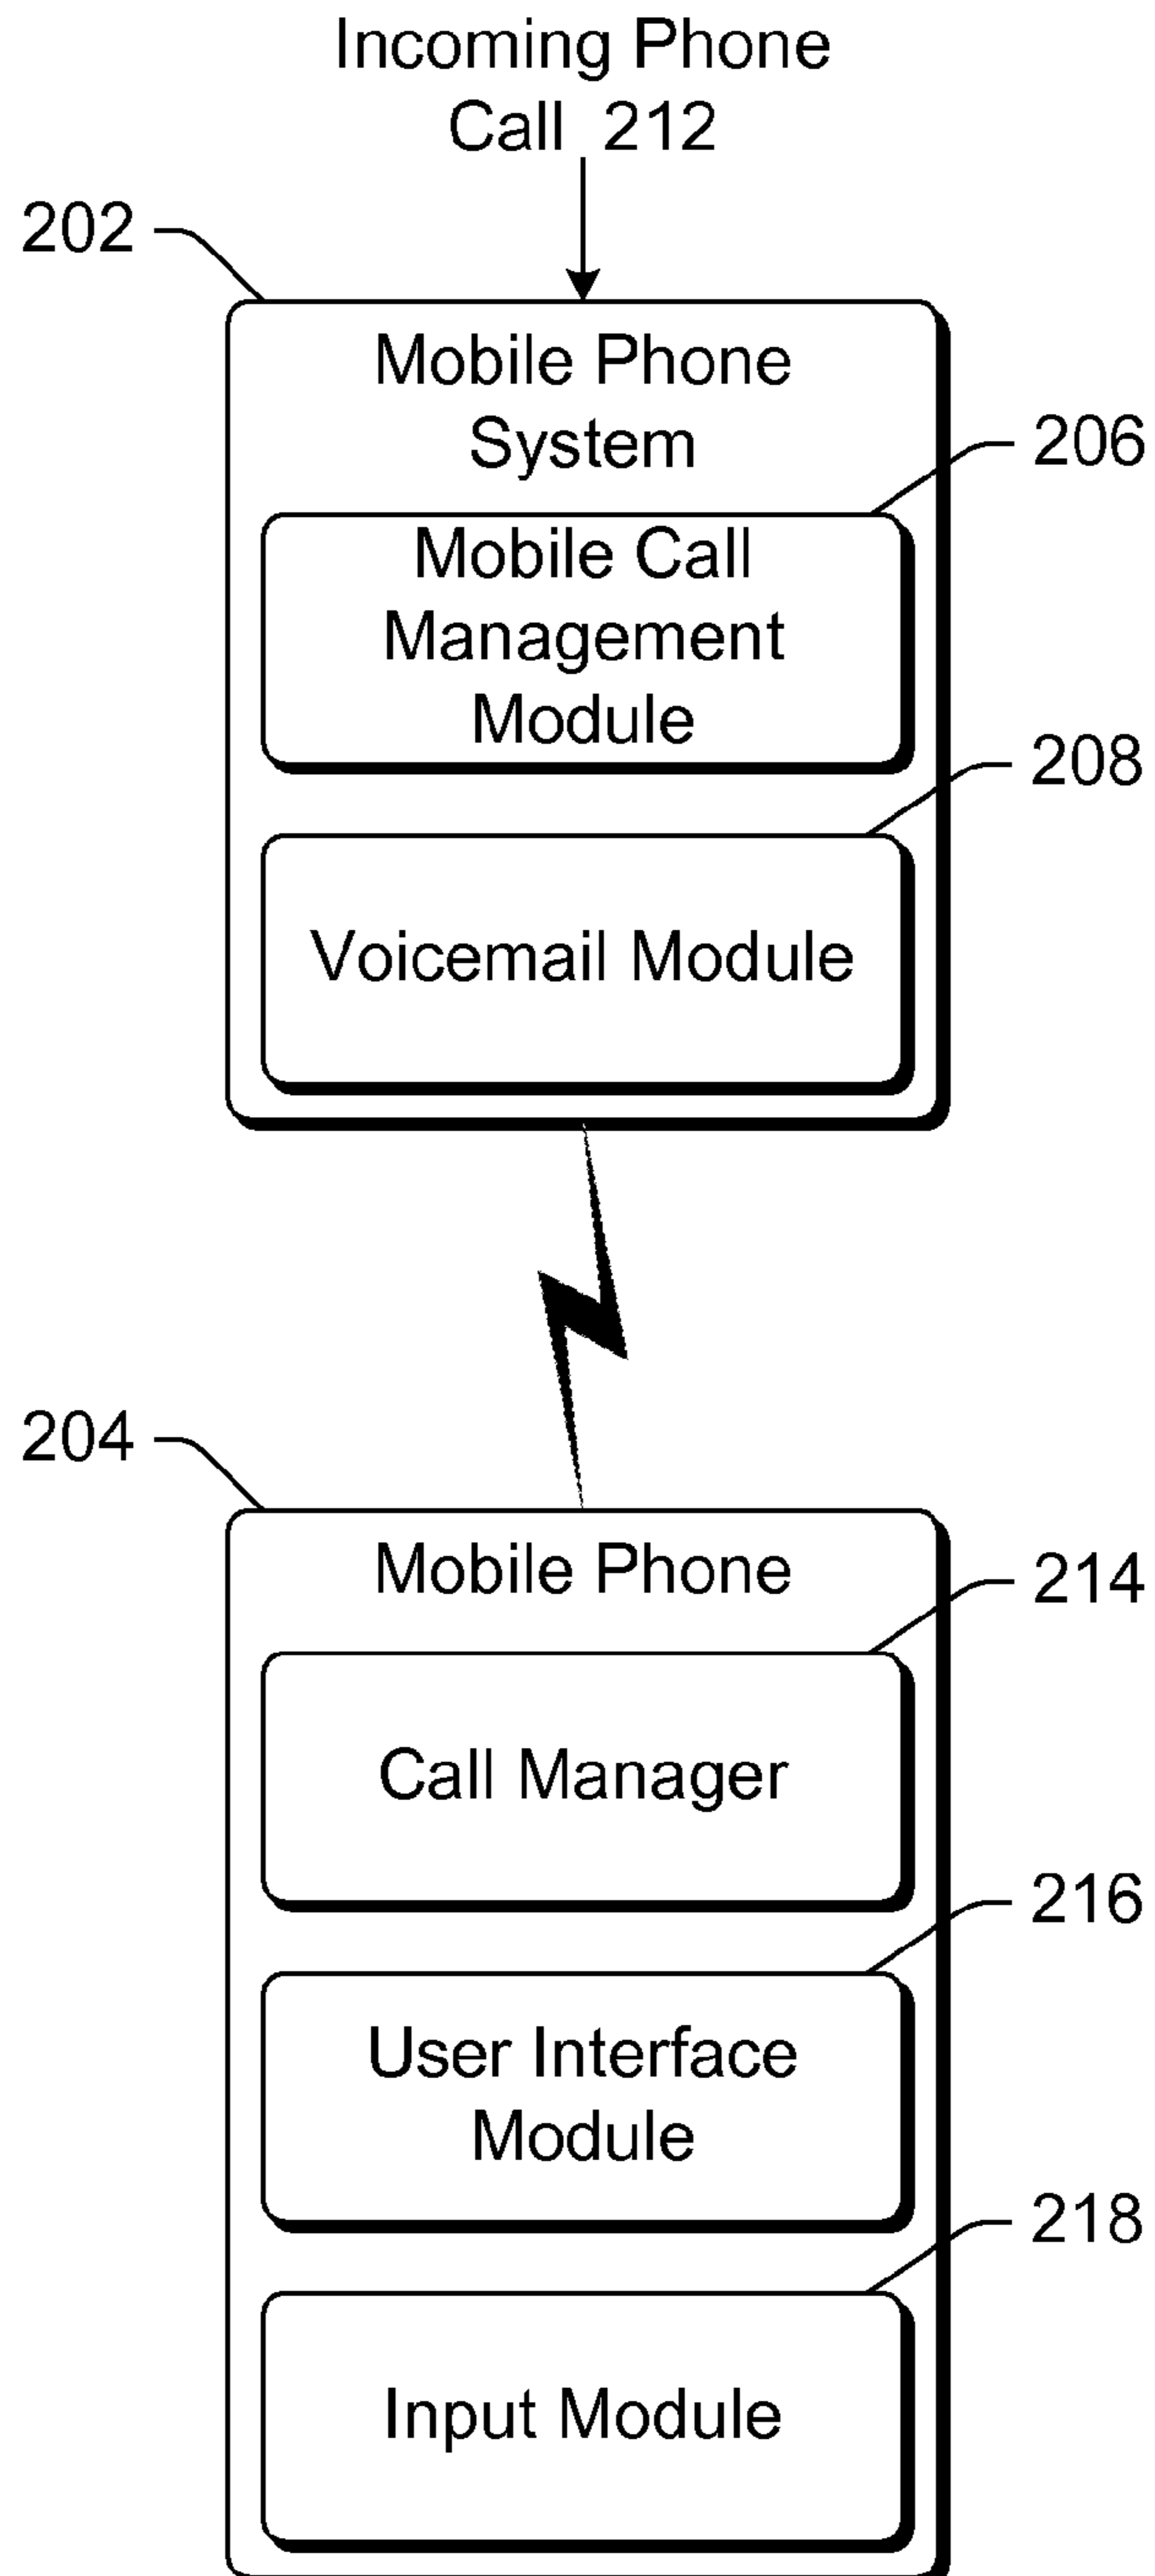 Incoming Phone
Call 212
202
Mobile Phone
System
206
Mobile Call
Management
Module
208
Voicemail Module
204
Mobile Phone
214
Call Manager
216
User Interface
Module
218
Input Module